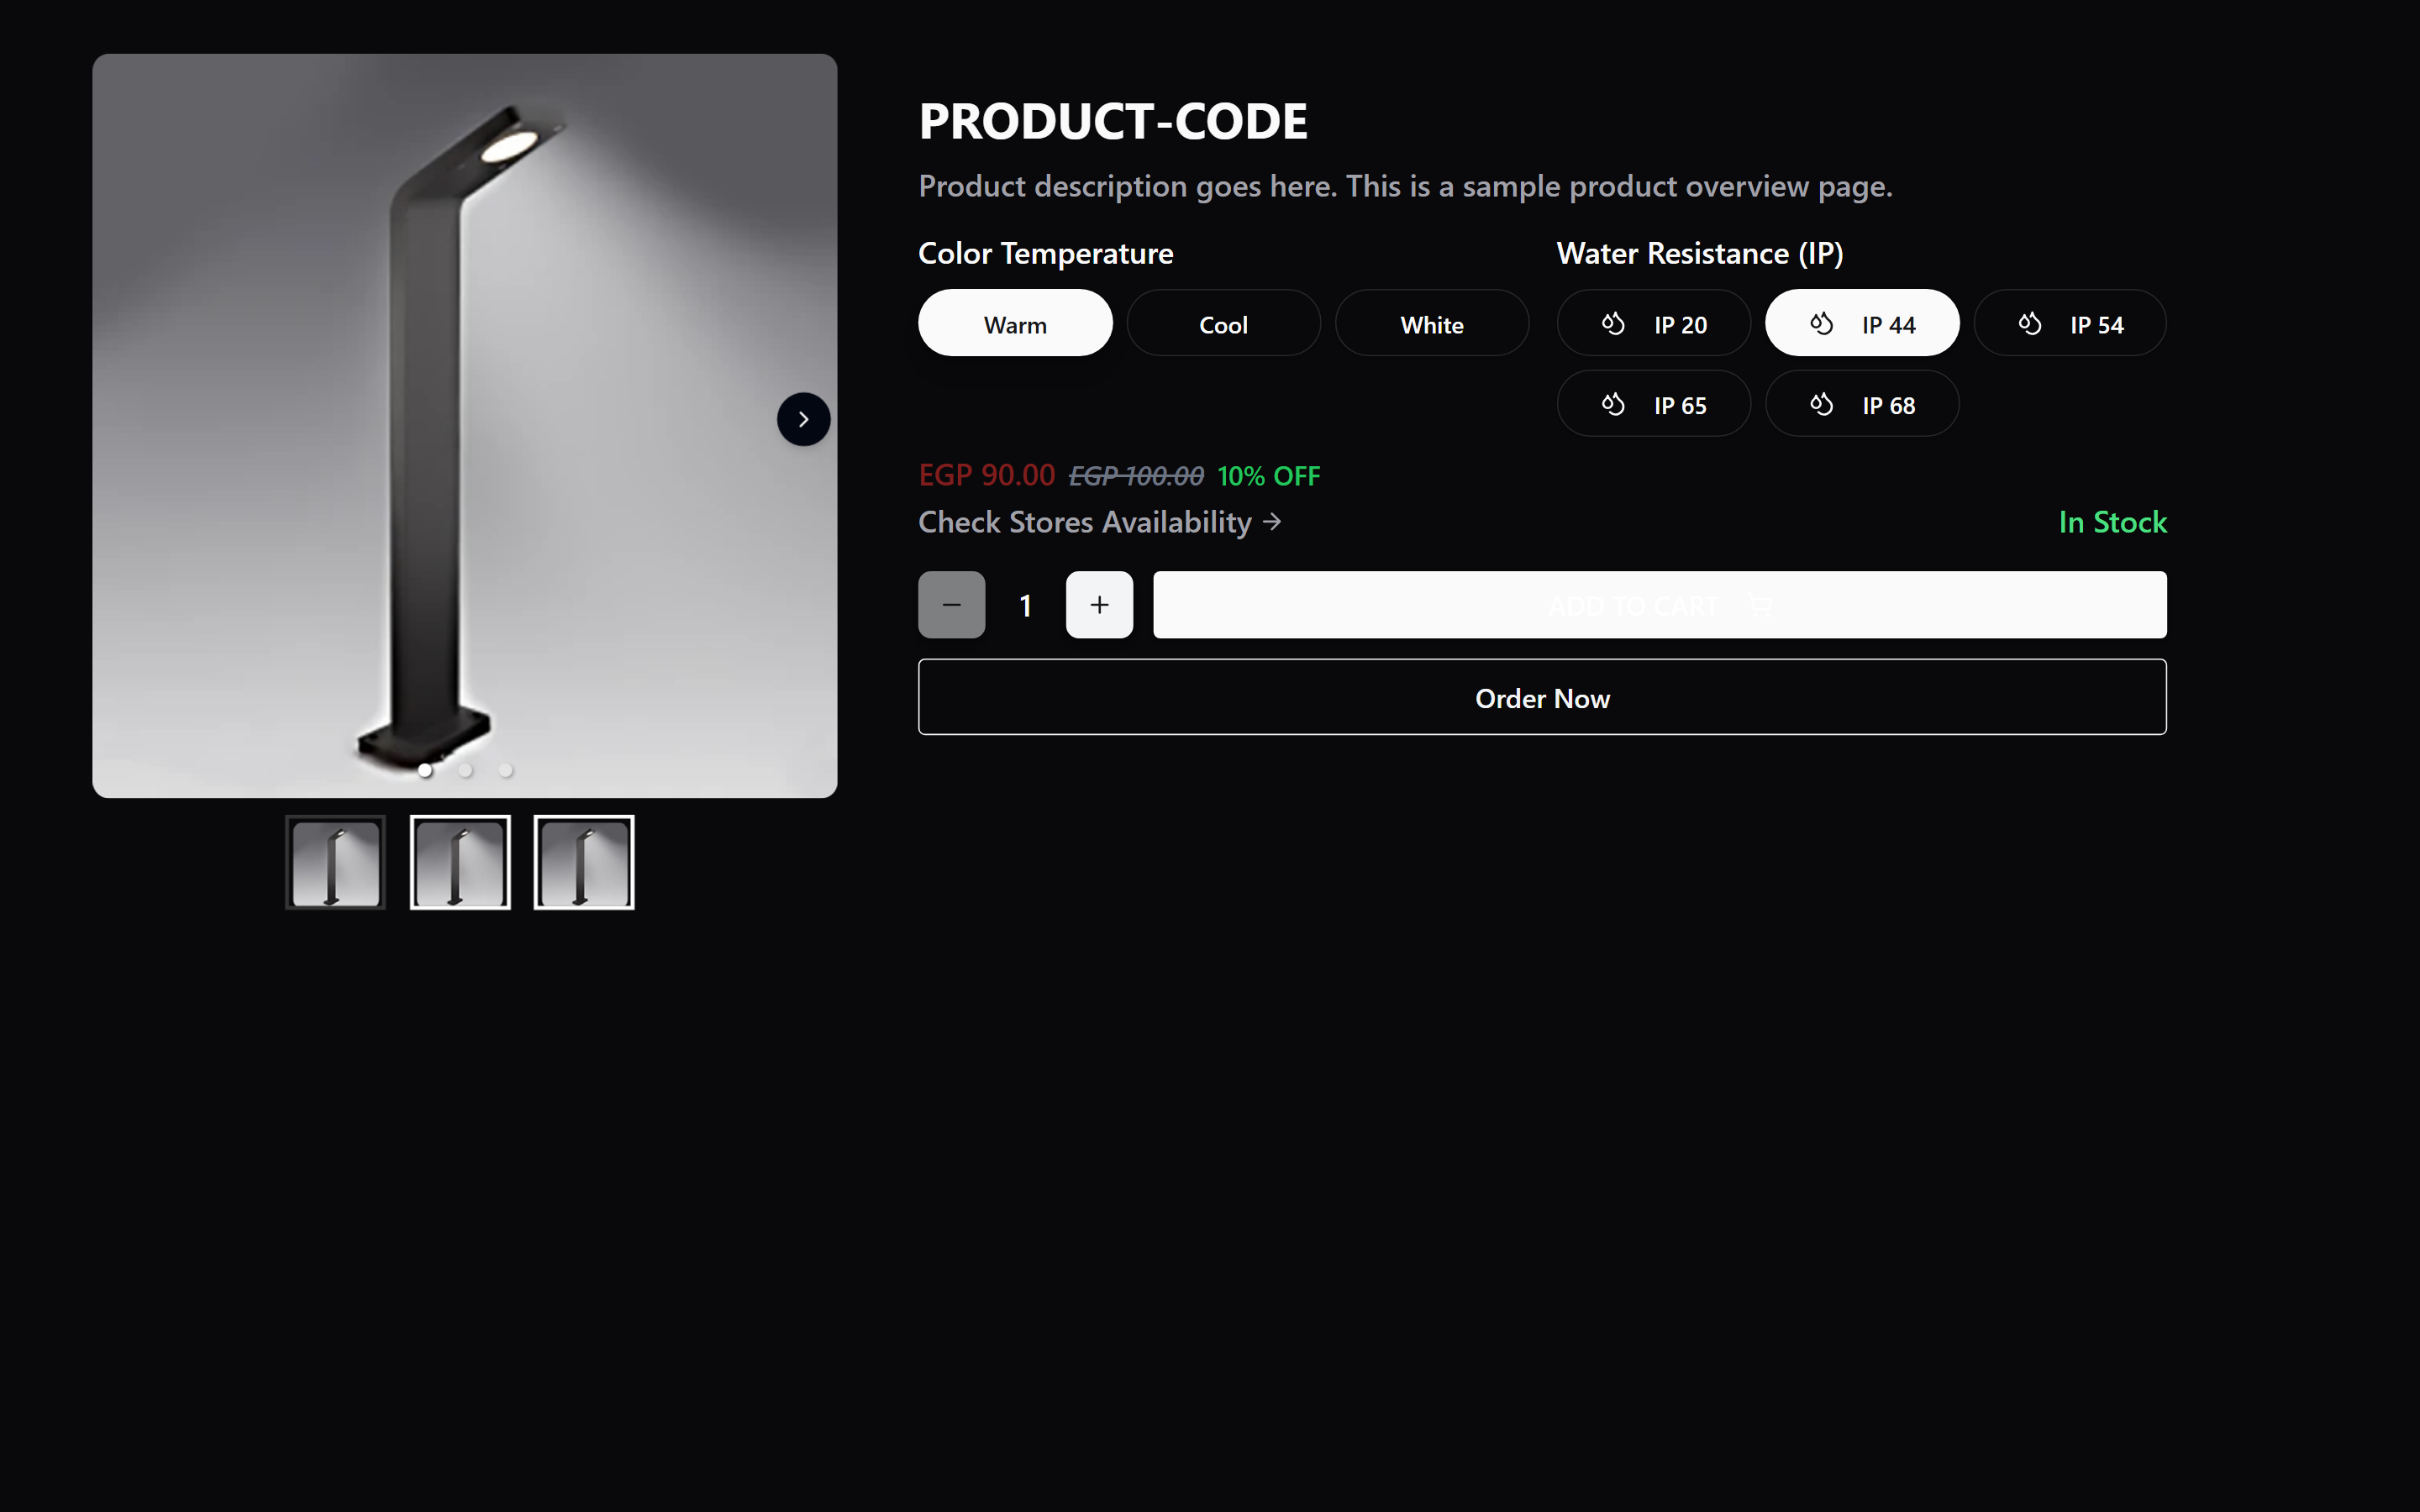 PRODUCT-CODE
Product description goes here. This is a sample product overview page.
Color Temperature
Warm
Cool
White
Water Resistance (IP)
IP 20
IP 44
IP 54
IP 65
IP 68
EGP 90.00 EGP 100.00 10% OFF
Check Stores Availability →
In Stock
1
ADD TO CART
Order Now